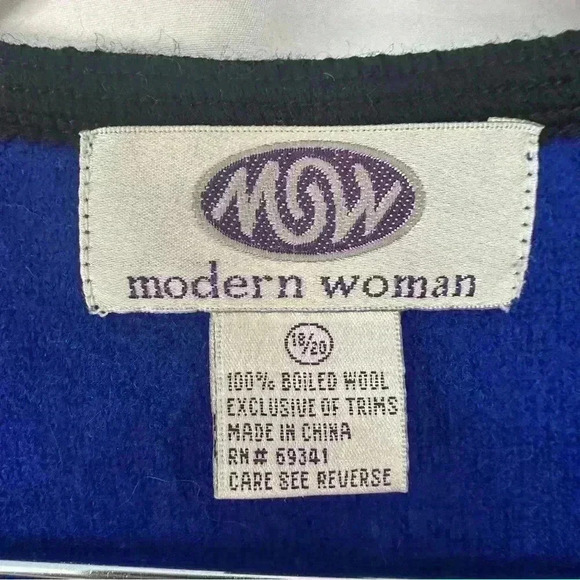 MW
modern woman
18/20
100% BOILED WOOL
EXCLUSIVE OF TRIMS
MADE IN CHINA
RN# 69341
CARE SEE REVERSE